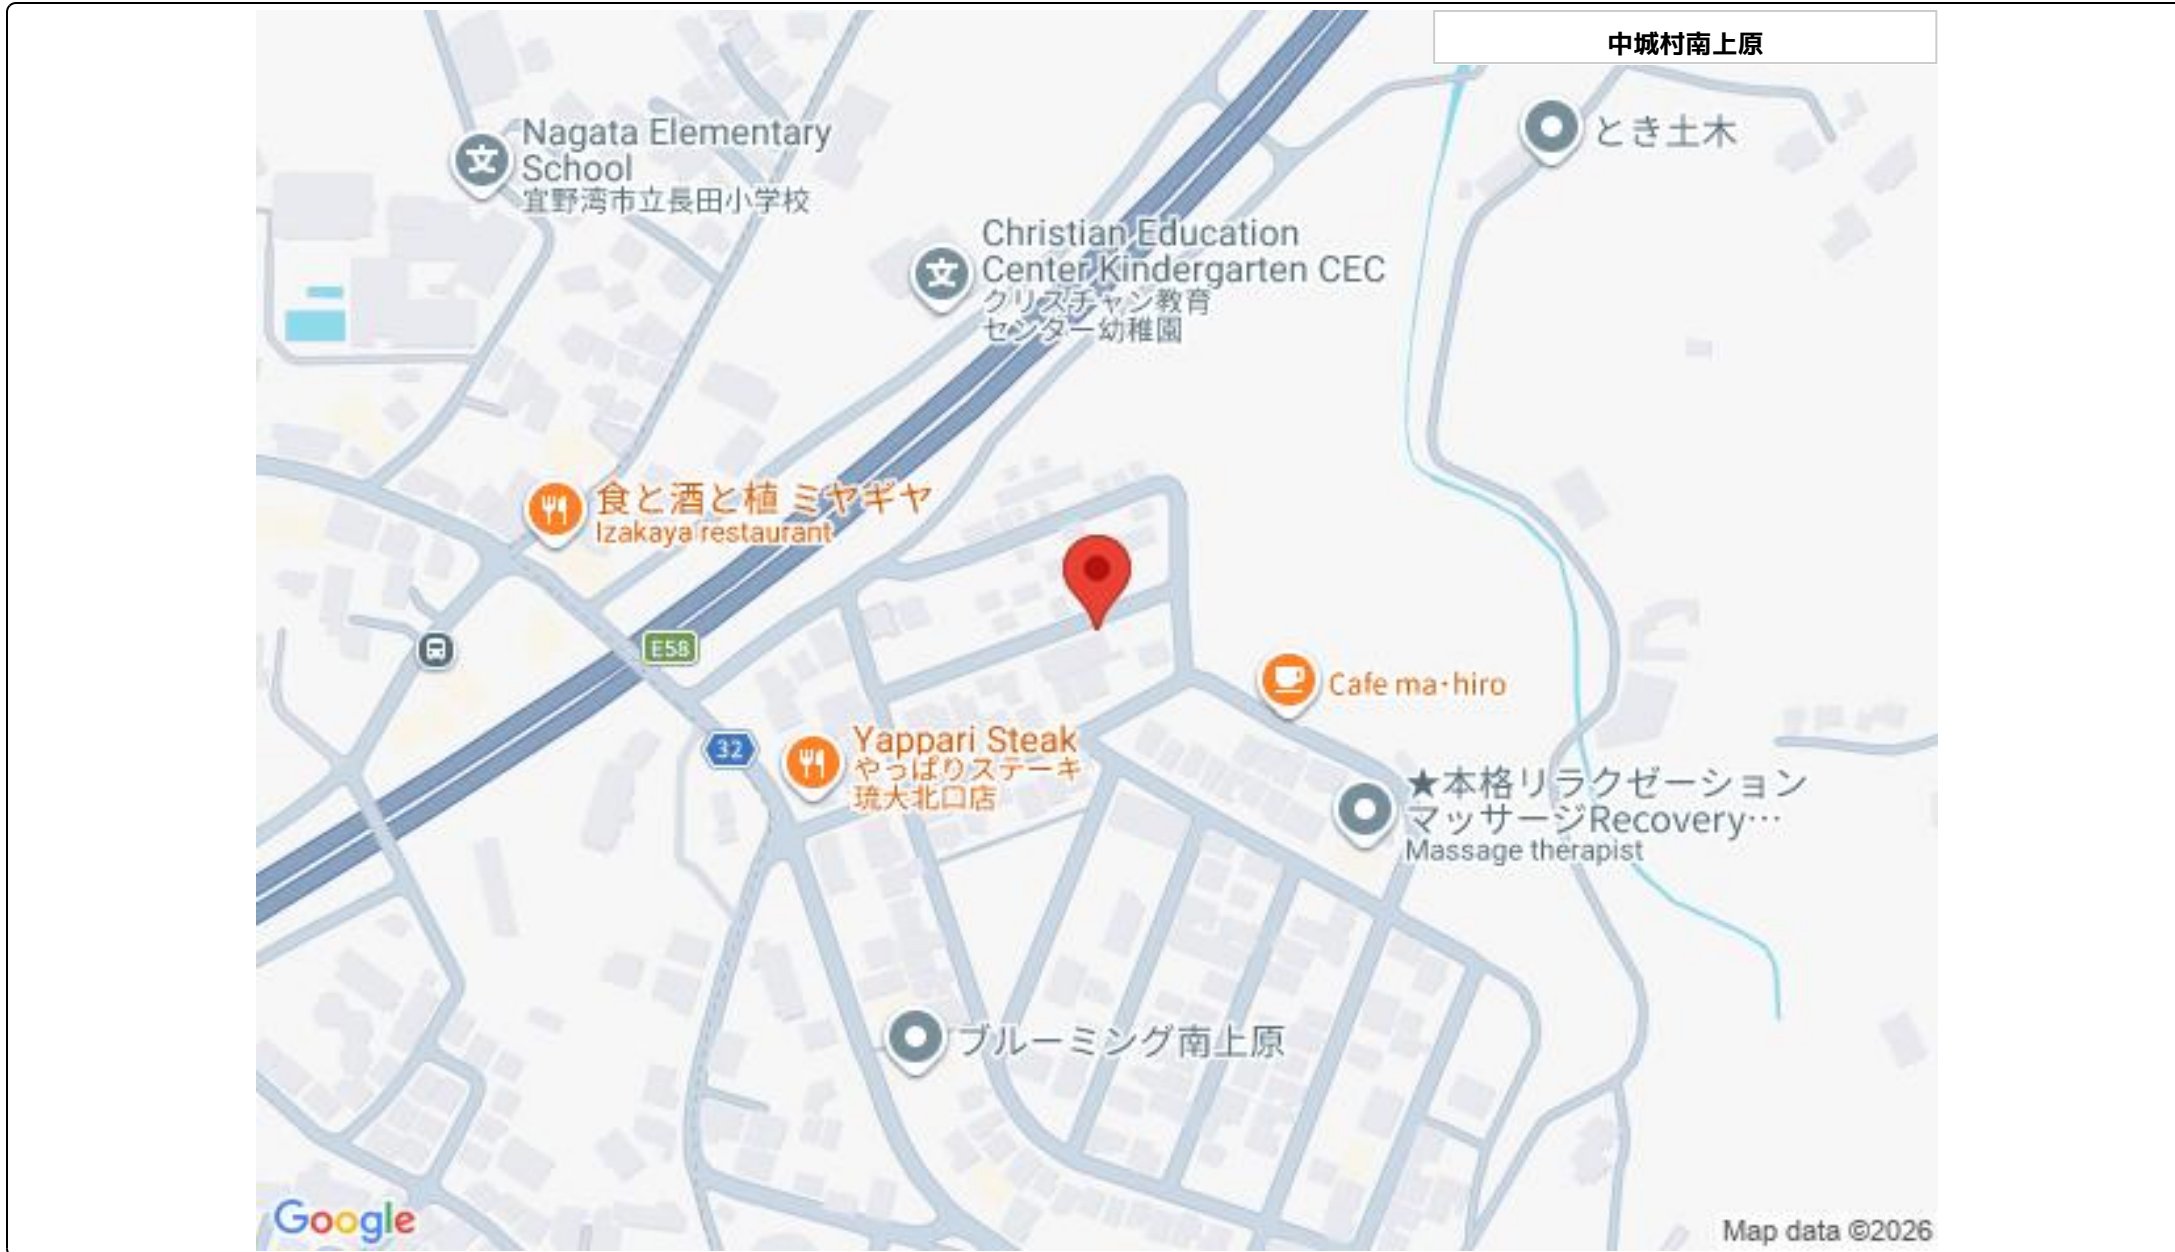 中城村南上原
Nagata Elementary
School
宜野湾市立長田小学校
とき土木
Christian Education
Center Kindergarten CEC
クリスチャン教育
センター幼稚園
食と酒と植 ミヤギヤ
Izakaya restaurant
E58
Cafe ma・hiro
32
Yappari Steak
やっぱりステーキ
琉大北口店
★本格リラクゼーション
マッサージRecovery…
Massage therapist
ブルーミング南上原
Google
Map data ©2026